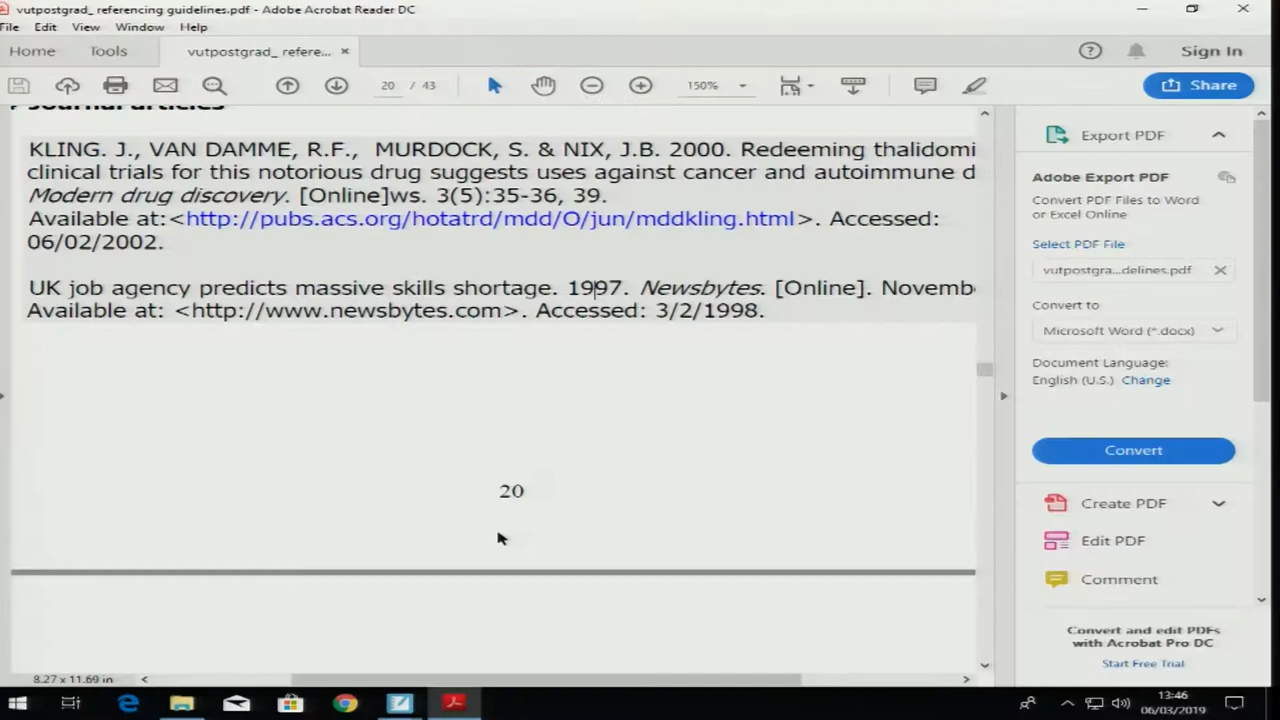 vutpostgrad_ referencing guidelines.pdf - Adobe Acrobat Reader DC
File Edit View Window Help
Home Tools vutpostgrad_ refere... × Sign In
20 / 43 150% Share
Journal articles
KLING. J., VAN DAMME, R.F., MURDOCK, S. & NIX, J.B. 2000. Redeeming thalidomi
clinical trials for this notorious drug suggests uses against cancer and autoimmune d
Modern drug discovery. [Online]ws. 3(5):35-36, 39.
Available at:<http://pubs.acs.org/hotatrd/mdd/O/jun/mddkling.html>. Accessed:
06/02/2002.
UK job agency predicts massive skills shortage. 1997. Newsbytes. [Online]. Novemb
Available at: <http://www.newsbytes.com>. Accessed: 3/2/1998.
20
8.27 x 11.69 in
Export PDF
Adobe Export PDF
Convert PDF Files to Word
or Excel Online
Select PDF File
vutpostgra...delines.pdf ×
Convert to
Microsoft Word (*.docx)
Document Language:
English (U.S.) Change
Convert
Create PDF
Edit PDF
Comment
Convert and edit PDFs
with Acrobat Pro DC
Start Free Trial
13:46
06/03/2019